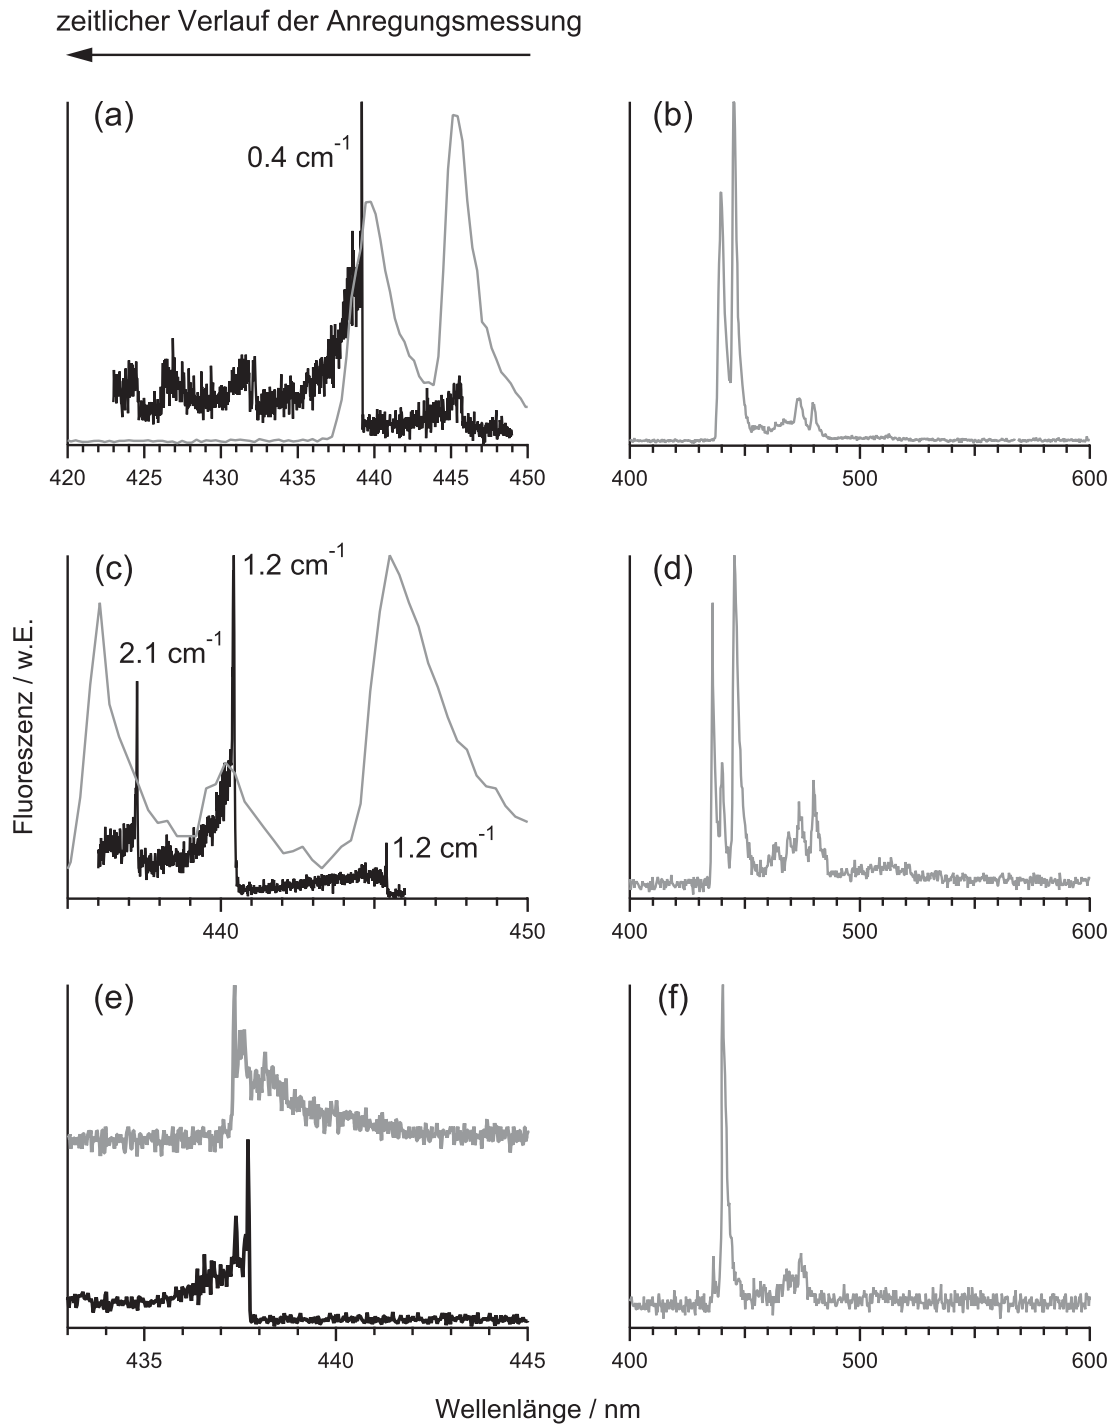 zeitlicher Verlauf der Anregungsmessung
(a)
0.4 cm-1
420 425 430 435 440 445 450
(b)
400 500 600
(c)
1.2 cm-1
2.1 cm-1
1.2 cm-1
440 450
(d)
400 500 600
Fluoreszenz / w.E.
(e)
435 440 445
(f)
400 500 600
Wellenlänge / nm